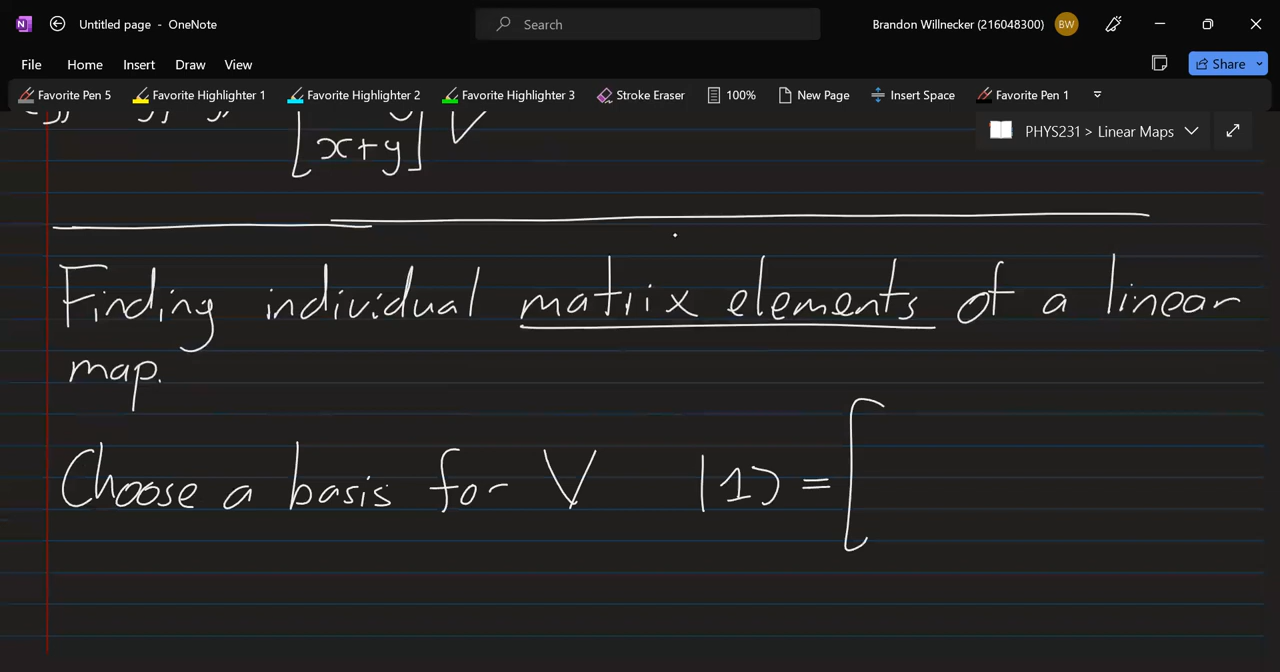 Untitled page - OneNote
Search
Brandon Willnecker (216048300)
BW
File Home Insert Draw View
Share
Favorite Pen 5 Favorite Highlighter 1 Favorite Highlighter 2 Favorite Highlighter 3 Stroke Eraser 100% New Page Insert Space Favorite Pen 1
PHYS231 > Linear Maps
x+y
Finding individual matrix elements of a linear
map.
Choose a basis for V |1) = [